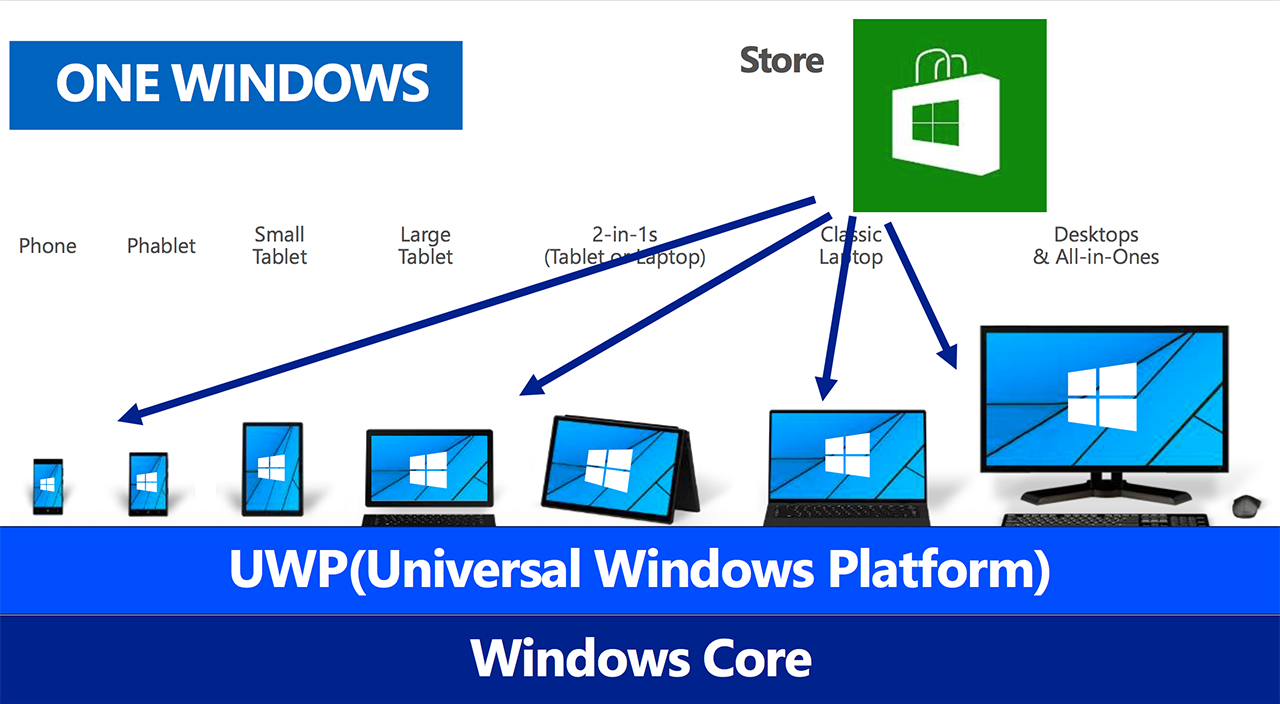 ONE WINDOWS
Store
Phone
Phablet
Small
Tablet
Large
Tablet
2-in-1s
(Tablet or Laptop)
Classic
Laptop
Desktops
& All-in-Ones
UWP(Universal Windows Platform)
Windows Core